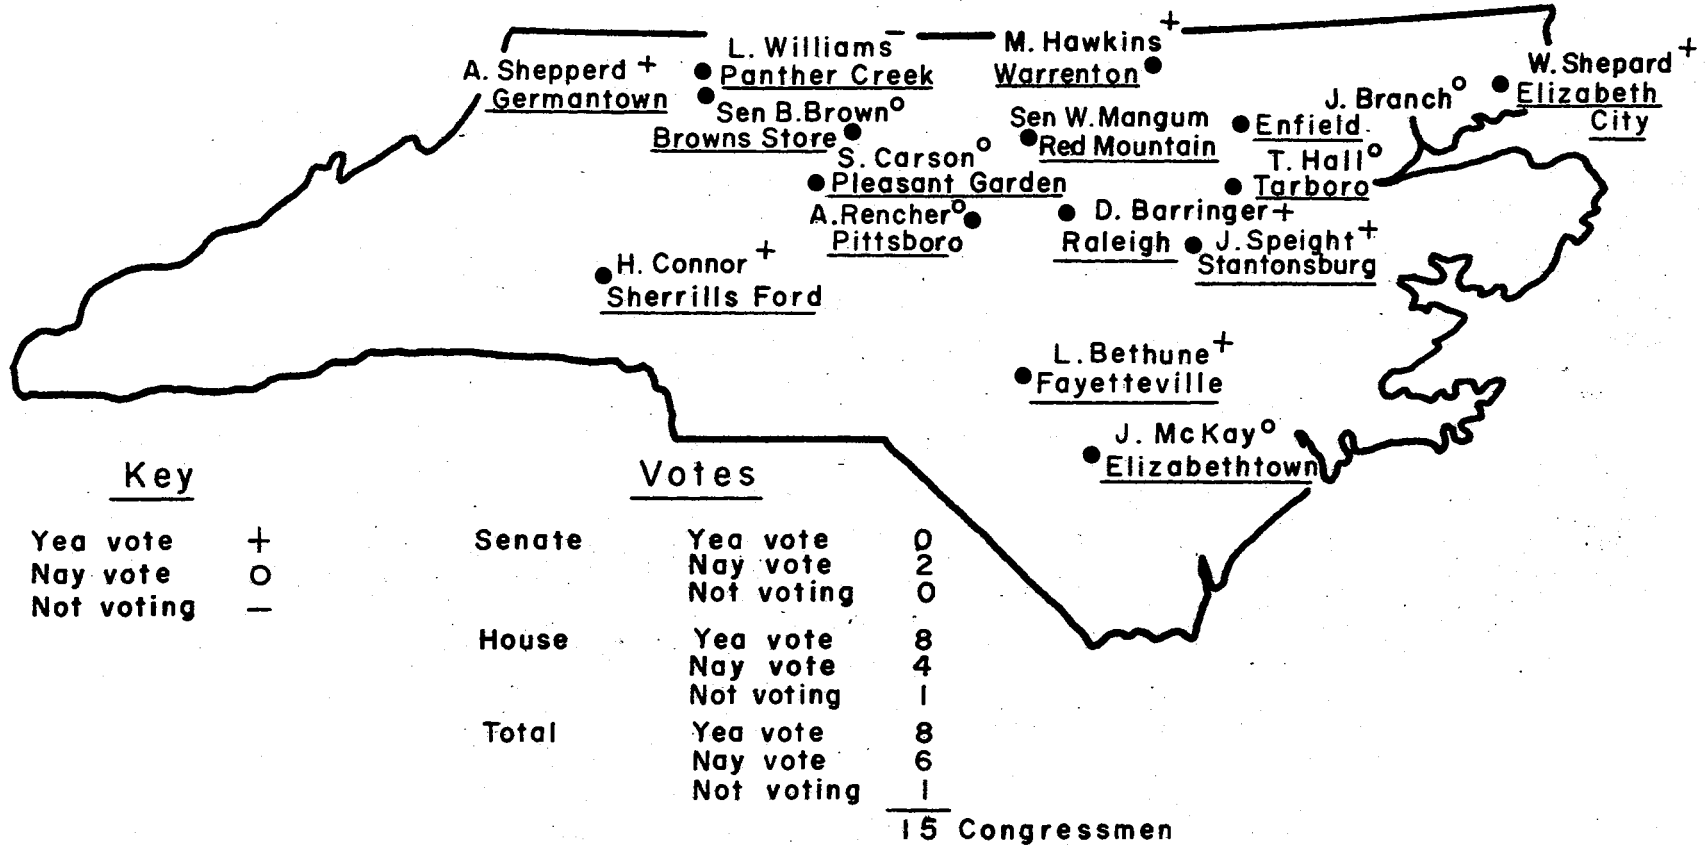 L. Williams –
Panther Creek
M. Hawkins +
Warrenton
A. Shepperd +
Germantown
W. Shepard +
Elizabeth
City
Sen B. Brown o
Browns Store
Sen W. Mangum
Red Mountain
J. Branch o
Enfield
S. Carson o
Pleasant Garden
T. Hall o
Tarboro
A. Rencher o
Pittsboro
D. Barringer +
Raleigh
J. Speight +
Stantonsburg
H. Connor +
Sherrills Ford
L. Bethune +
Fayetteville
J. McKay o
Elizabethtown
Key
Yea vote +
Nay vote o
Not voting –
Votes
Senate Yea vote 0
Nay vote 2
Not voting 0
House Yea vote 8
Nay vote 4
Not voting 1
Total Yea vote 8
Nay vote 6
Not voting 1
15 Congressmen